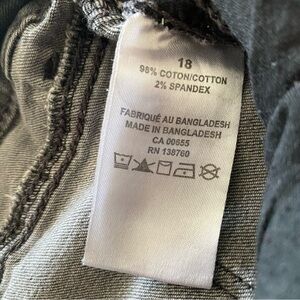 18
98% COTON/COTTON
2% SPANDEX
FABRIQUÉ AU BANGLADESH
MADE IN BANGLADESH
CA 00655
RN 138760